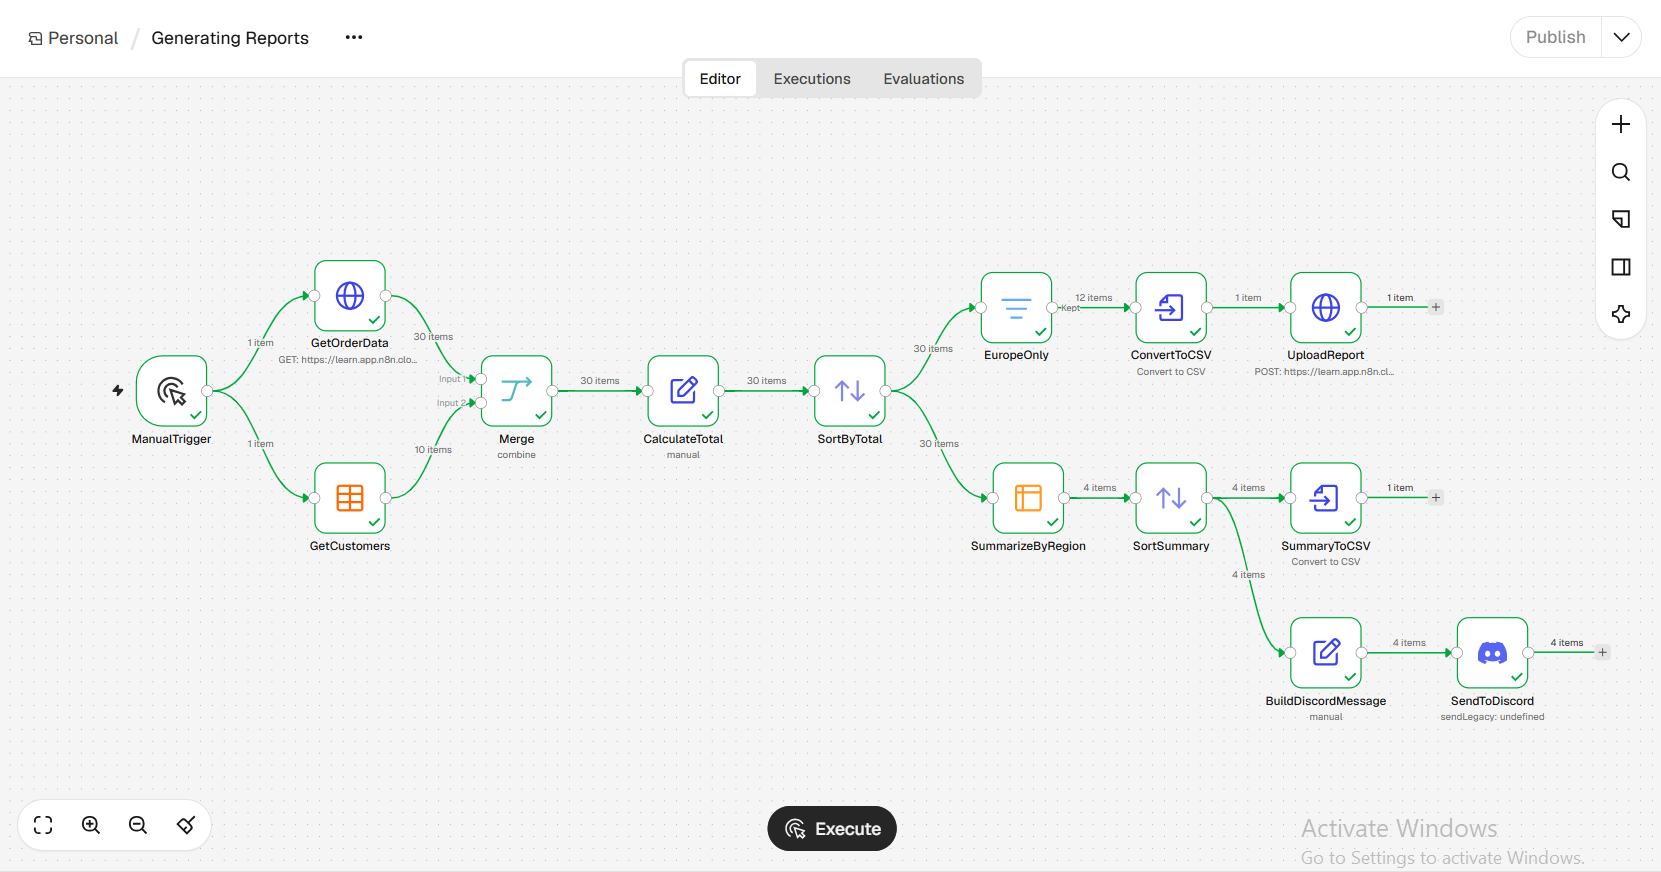 Personal / Generating Reports ...
Publish
Editor Executions Evaluations
GetOrderData
GET: https://learn.app.n8n.clo...
1 item
30 items
ManualTrigger
1 item
GetCustomers
10 items
Input 1
Input 2
Merge
combine
30 items
CalculateTotal
manual
30 items
SortByTotal
30 items
30 items
EuropeOnly
Kept
12 items
ConvertToCSV
Convert to CSV
1 item
UploadReport
POST: https://learn.app.n8n.cl...
1 item
SummarizeByRegion
4 items
SortSummary
4 items
SummaryToCSV
Convert to CSV
1 item
4 items
BuildDiscordMessage
manual
4 items
SendToDiscord
sendLegacy: undefined
4 items
Execute
Activate Windows
Go to Settings to activate Windows.